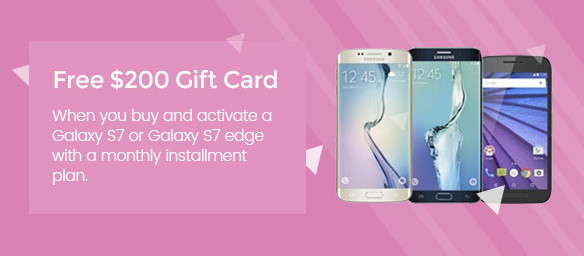 Free $200 Gift Card
When you buy and activate a
Galaxy S7 or Galaxy S7 edge
with a monthly installment
plan.
SAMSUNG